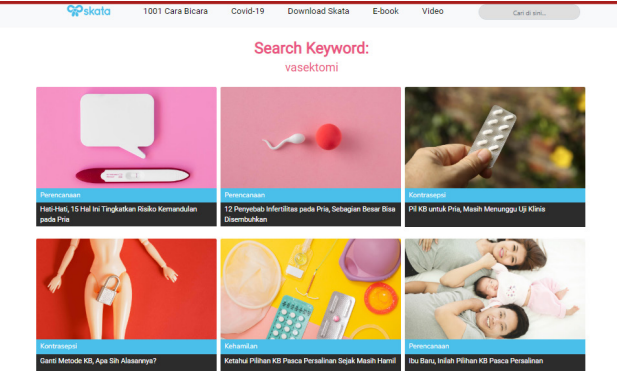 skata
1001 Cara Bicara
Covid-19
Download Skata
E-book
Video
Cari di sini...
Search Keyword:
vasektomi
Perencanaan
Hati-Hati, 15 Hal Ini Tingkatkan Risiko Kemandulan
pada Pria
Perencanaan
12 Penyebab Infertilitas pada Pria, Sebagian Besar Bisa
Disembuhkan
Kontrasepsi
Pil KB untuk Pria, Masih Menunggu Uji Klinis
Kontrasepsi
Ganti Metode KB, Apa Sih Alasannya?
Kehamilan
Ketahui Pilihan KB Pasca Persalinan Sejak Masih Hamil
Perencanaan
Ibu Baru, Inilah Pilihan KB Pasca Persalinan